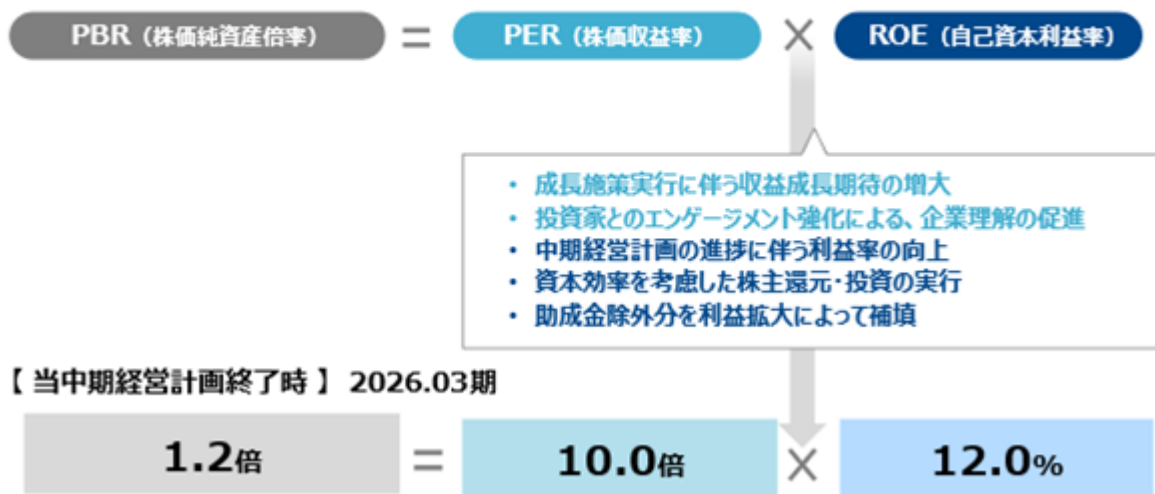 PBR（株価純資産倍率） = PER（株価収益率） × ROE（自己資本利益率）
・ 成長施策実行に伴う収益成長期待の増大
・ 投資家とのエンゲージメント強化による、企業理解の促進
・ 中期経営計画の進捗に伴う利益率の向上
・ 資本効率を考慮した株主還元・投資の実行
・ 助成金除外分を利益拡大によって補填
【 当中期経営計画終了時 】 2026.03期
1.2倍 = 10.0倍 × 12.0%